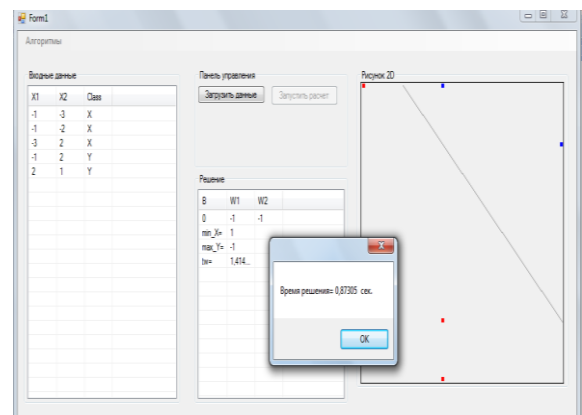 Form1
Алгоритмы
Входные данные
X1 X2 Class
-1 -3 X
-1 -2 X
-3 2 X
-1 2 Y
2 1 Y
Панель управления
Загрузить данные Запустить расчет
Решение
B W1 W2
0 -1 -1
min_X= 1
max_Y= -1
tw= 1,414...
Рисунок 2D
Время решения= 0,87305 сек.
OK